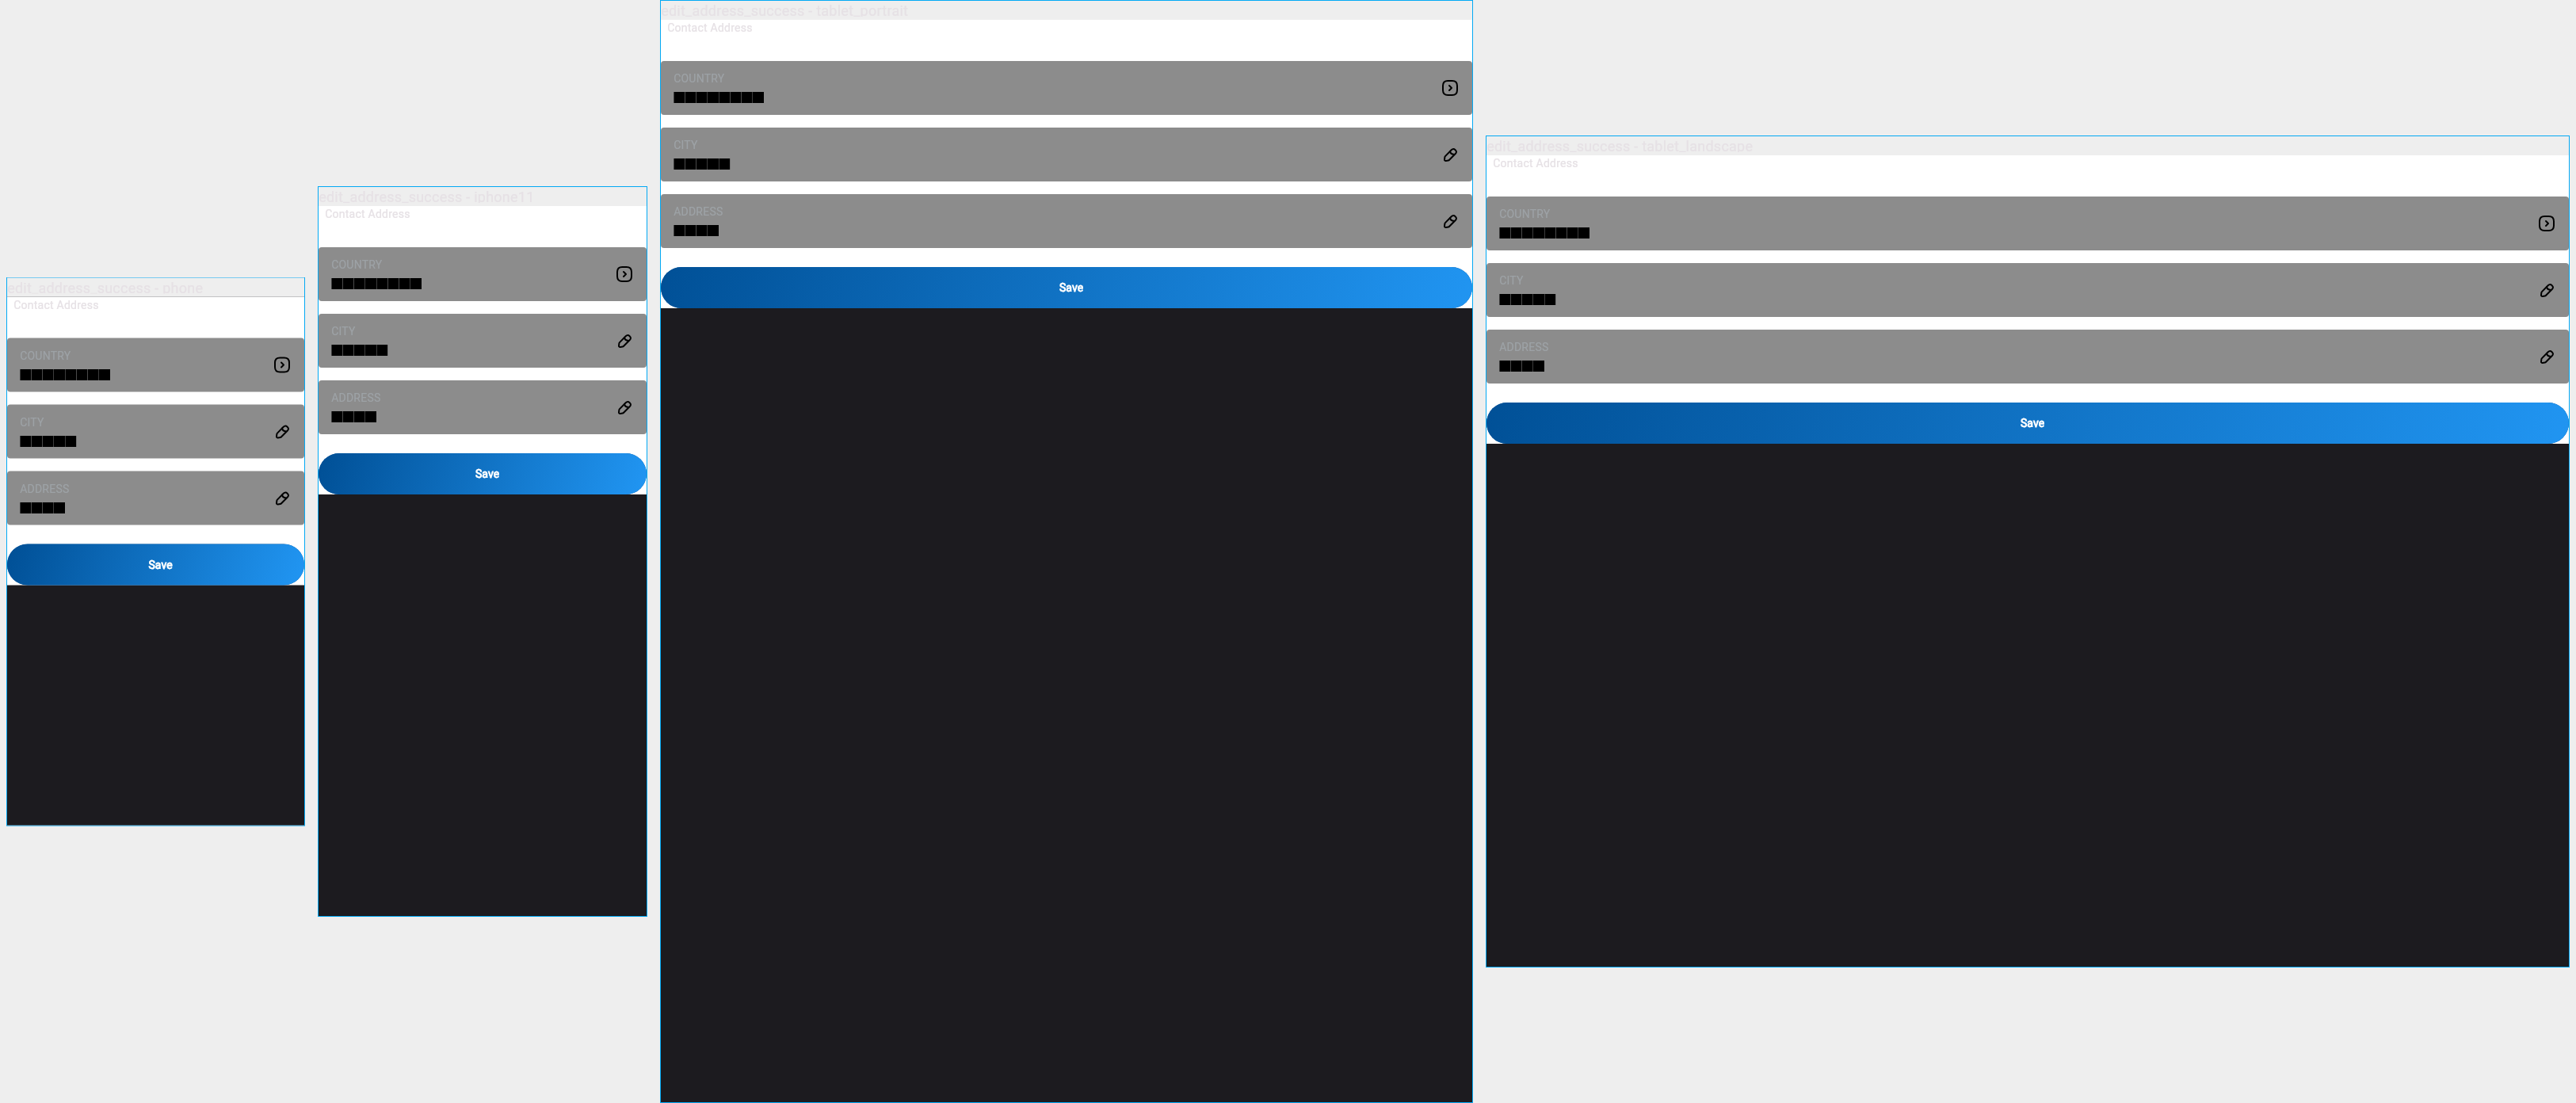 edit_address_success - phone
Contact Address
COUNTRY
CITY
ADDRESS
Save
edit_address_success - iphone11
Contact Address
COUNTRY
CITY
ADDRESS
Save
edit_address_success - tablet_portrait
Contact Address
COUNTRY
CITY
ADDRESS
Save
edit_address_success - tablet_landscape
Contact Address
COUNTRY
CITY
ADDRESS
Save